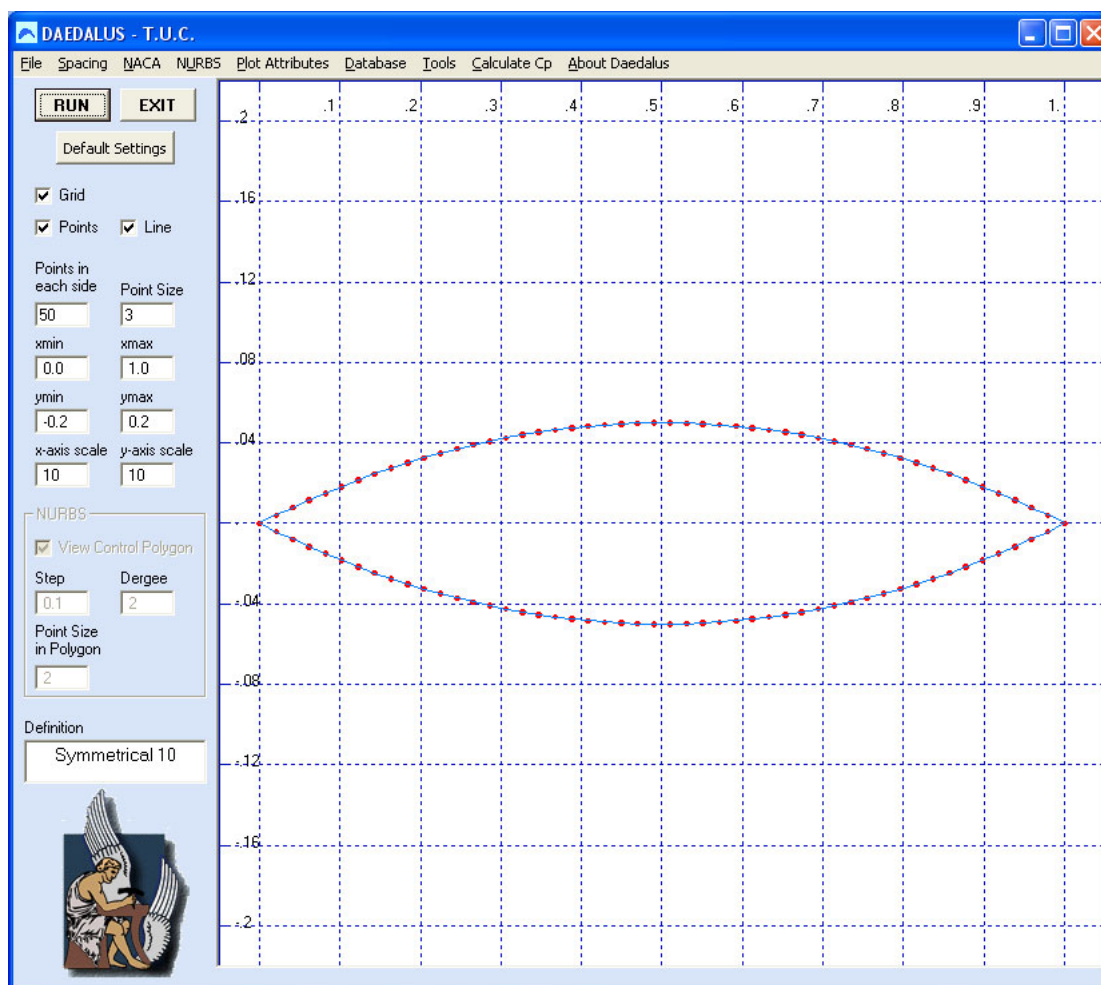 DAEDALUS - T.U.C.
File Spacing NACA NURBS Plot Attributes Database Tools Calculate Cp About Daedalus
RUN EXIT
Default Settings
Grid
Points Line
Points in
each side Point Size
50 3
xmin xmax
0.0 1.0
ymin ymax
-0.2 0.2
x-axis scale y-axis scale
10 10
NURBS
View Control Polygon
Step Dergee
0.1 2
Point Size
in Polygon
2
Definition
Symmetrical 10
.1 .2 .3 .4 .5 .6 .7 .8 .9 1.
.2
.16
.12
.08
.04
.
-.04
-.08
-.12
-.16
-.2